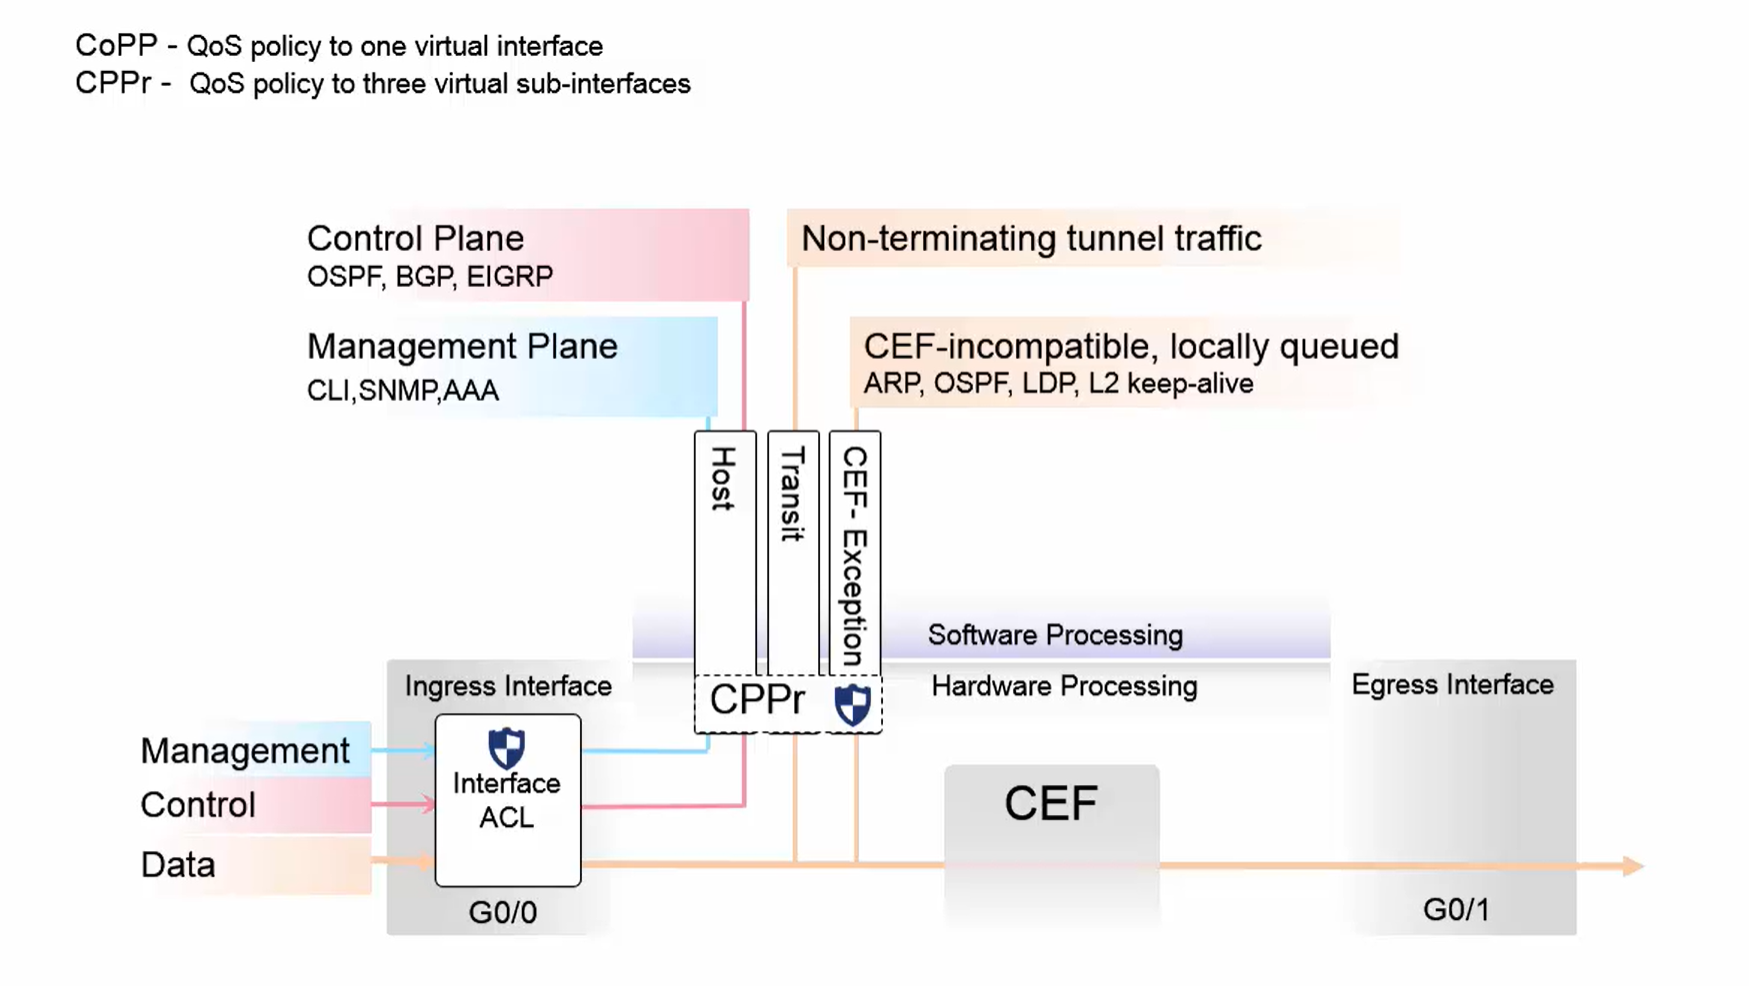 CoPP - QoS policy to one virtual interface
CPPr - QoS policy to three virtual sub-interfaces
Control Plane
OSPF, BGP, EIGRP
Non-terminating tunnel traffic
Management Plane
CLI,SNMP,AAA
CEF-incompatible, locally queued
ARP, OSPF, LDP, L2 keep-alive
Host
Transit
CEF- Exception
Software Processing
Hardware Processing
CPPr
Ingress Interface
Egress Interface
Management
Control
Data
Interface
ACL
CEF
G0/0
G0/1